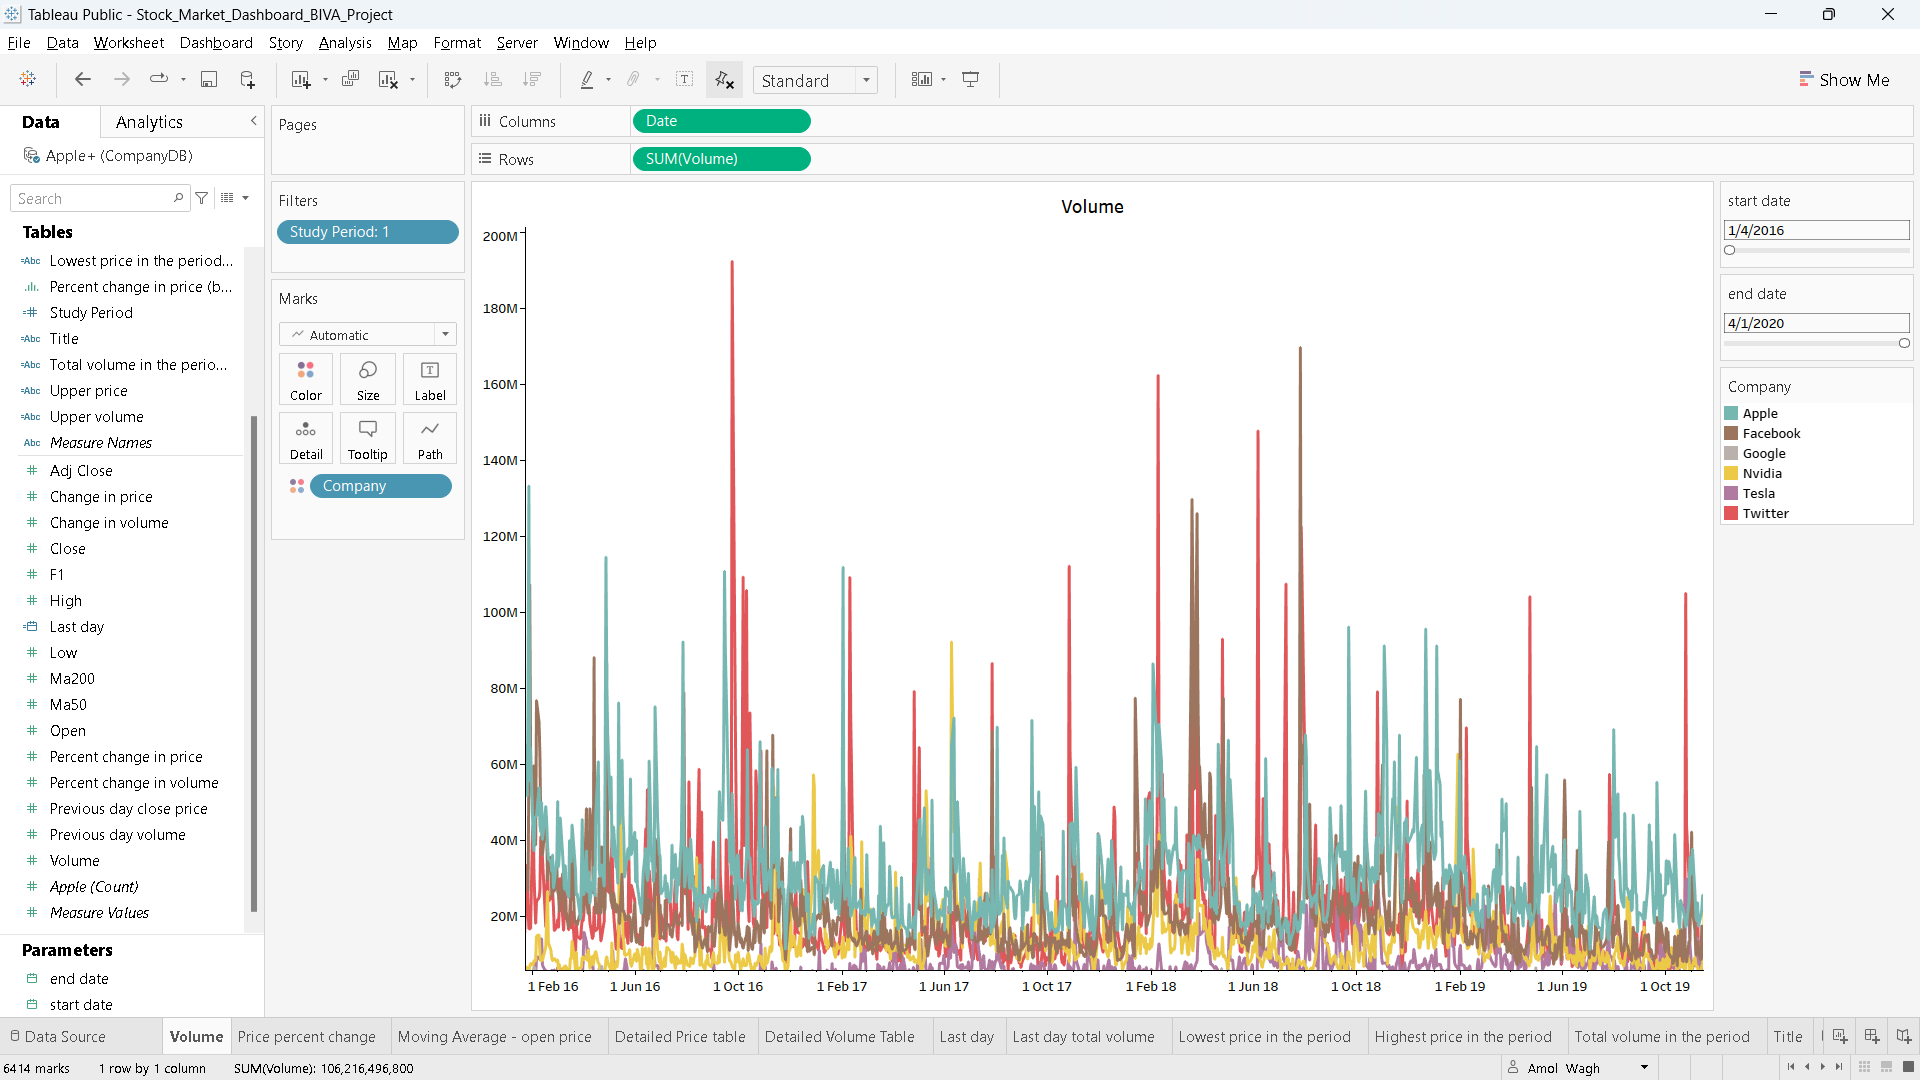 Tableau Public - Stock_Market_Dashboard_BIVA_Project
File Data Worksheet Dashboard Story Analysis Map Format Server Window Help
Standard
Show Me
Data Analytics
Apple+ (CompanyDB)
Search
Tables
Lowest price in the period...
Percent change in price (b...
Study Period
Title
Total volume in the perio...
Upper price
Upper volume
Measure Names
Adj Close
Change in price
Change in volume
Close
F1
High
Last day
Low
Ma200
Ma50
Open
Percent change in price
Percent change in volume
Previous day close price
Previous day volume
Volume
Apple (Count)
Measure Values
Parameters
end date
start date
Pages
Filters
Study Period: 1
Marks
Automatic
Color Size Label
Detail Tooltip Path
Company
Columns Date
Rows SUM(Volume)
Volume
200M
180M
160M
140M
120M
100M
80M
60M
40M
20M
1 Feb 16 1 Jun 16 1 Oct 16 1 Feb 17 1 Jun 17 1 Oct 17 1 Feb 18 1 Jun 18 1 Oct 18 1 Feb 19 1 Jun 19 1 Oct 19
start date
1/4/2016
end date
4/1/2020
Company
Apple
Facebook
Google
Nvidia
Tesla
Twitter
Data Source Volume Price percent change Moving Average - open price Detailed Price table Detailed Volume Table Last day Last day total volume Lowest price in the period Highest price in the period Total volume in the period Title
6414 marks 1 row by 1 column SUM(Volume): 106,216,496,800 Amol Wagh